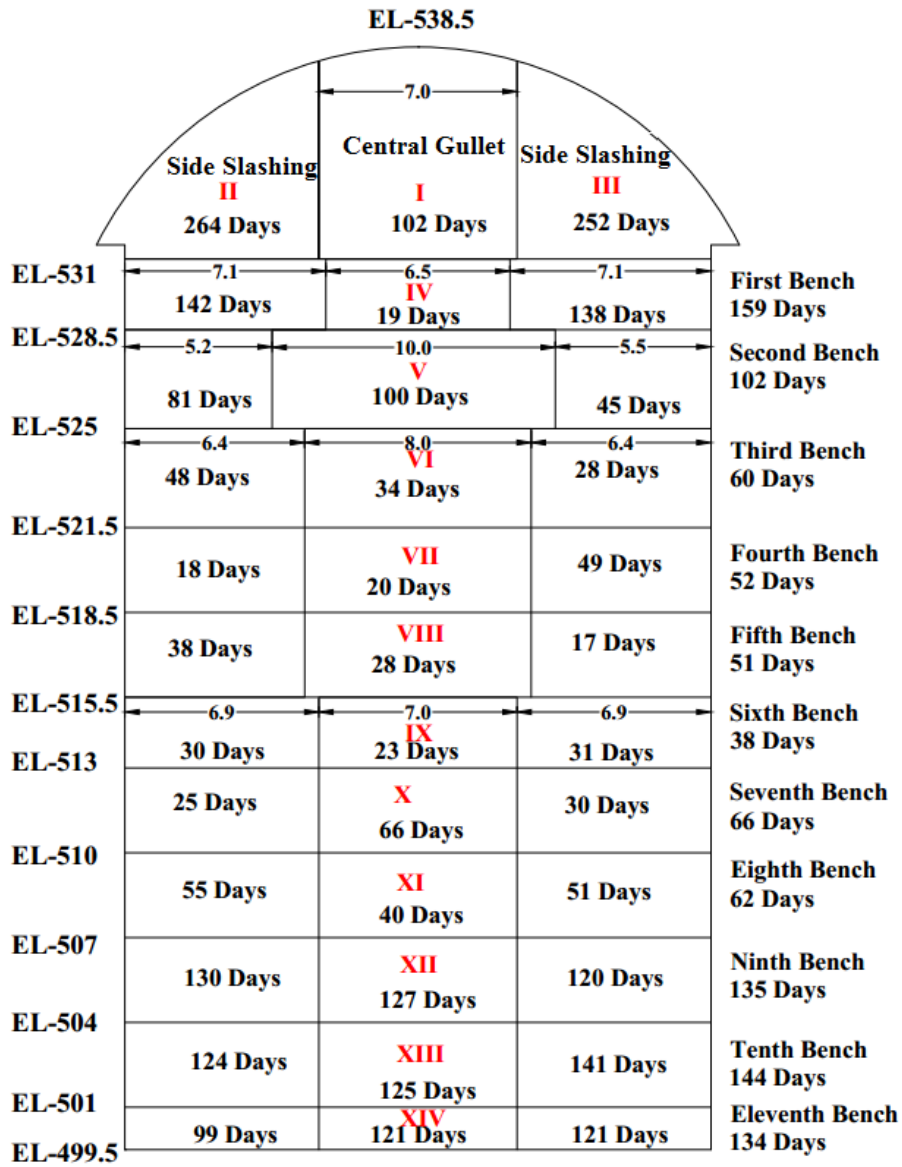 EL-538.5
7.0
Central Gullet
Side Slashing
Side Slashing
II
I
III
264 Days
102 Days
252 Days
EL-531
7.1
6.5
7.1
First Bench
159 Days
142 Days
IV
19 Days
138 Days
EL-528.5
5.2
10.0
5.5
Second Bench
102 Days
V
81 Days
100 Days
45 Days
EL-525
6.4
8.0
6.4
Third Bench
60 Days
48 Days
VI
34 Days
28 Days
EL-521.5
Fourth Bench
52 Days
18 Days
VII
20 Days
49 Days
EL-518.5
Fifth Bench
51 Days
38 Days
VIII
28 Days
17 Days
EL-515.5
6.9
7.0
6.9
Sixth Bench
38 Days
30 Days
IX
23 Days
31 Days
EL-513
Seventh Bench
66 Days
25 Days
X
66 Days
30 Days
EL-510
Eighth Bench
62 Days
55 Days
XI
40 Days
51 Days
EL-507
Ninth Bench
135 Days
130 Days
XII
127 Days
120 Days
EL-504
Tenth Bench
144 Days
124 Days
XIII
125 Days
141 Days
EL-501
Eleventh Bench
134 Days
99 Days
XIV
121 Days
121 Days
EL-499.5